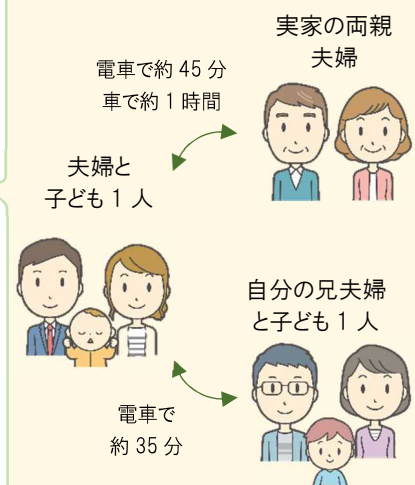 実家の両親
夫婦
電車で約 45 分
車で約 1 時間
夫婦と
子ども 1 人
自分の兄夫婦
と子ども 1 人
電車で
約 35 分